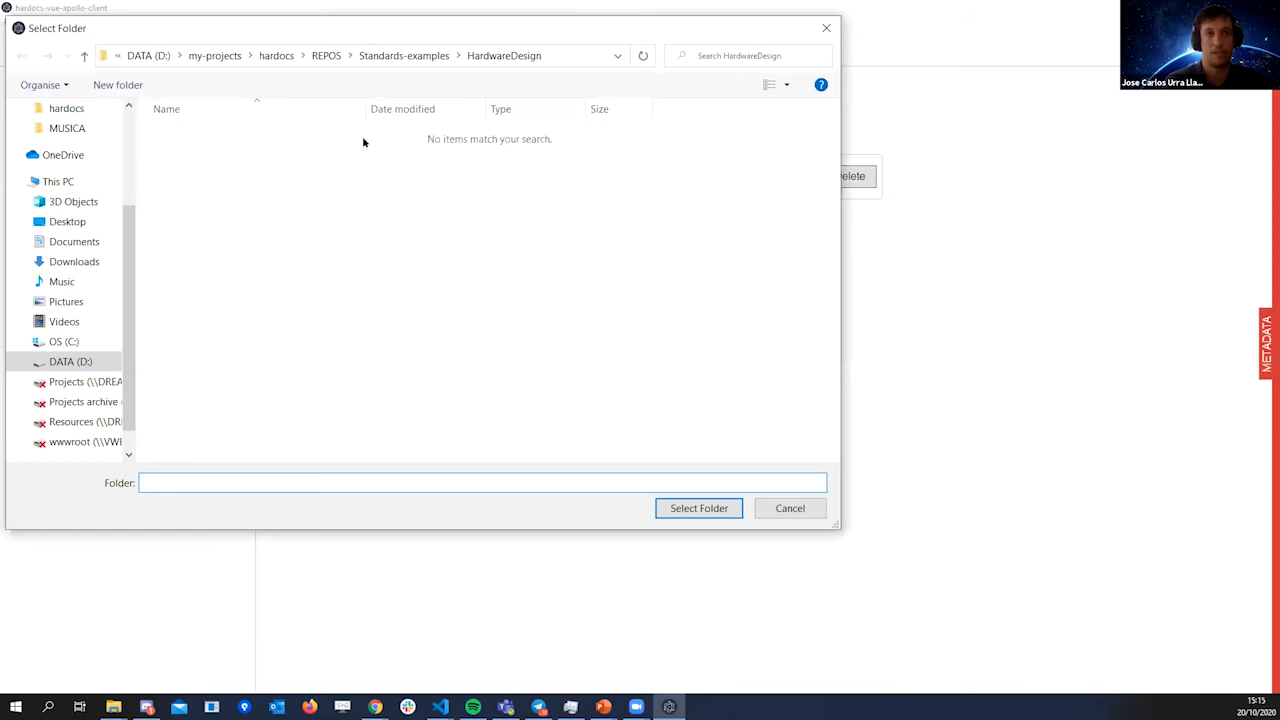 hardocs-vue-apollo-client
Select Folder
« DATA (D:) > my-projects > hardocs > REPOS > Standards-examples > HardwareDesign
Search HardwareDesign
Organise
New folder
Name
Date modified
Type
Size
No items match your search.
hardocs
MUSICA
OneDrive
This PC
3D Objects
Desktop
Documents
Downloads
Music
Pictures
Videos
OS (C:)
DATA (D:)
Projects (\\DREA
Projects archive (
Resources (\\DRI
wwwroot (\\VWE
Folder:
Select Folder
Cancel
elete
METADATA
Jose Carlos Urra Lla...
15:15
20/10/2020